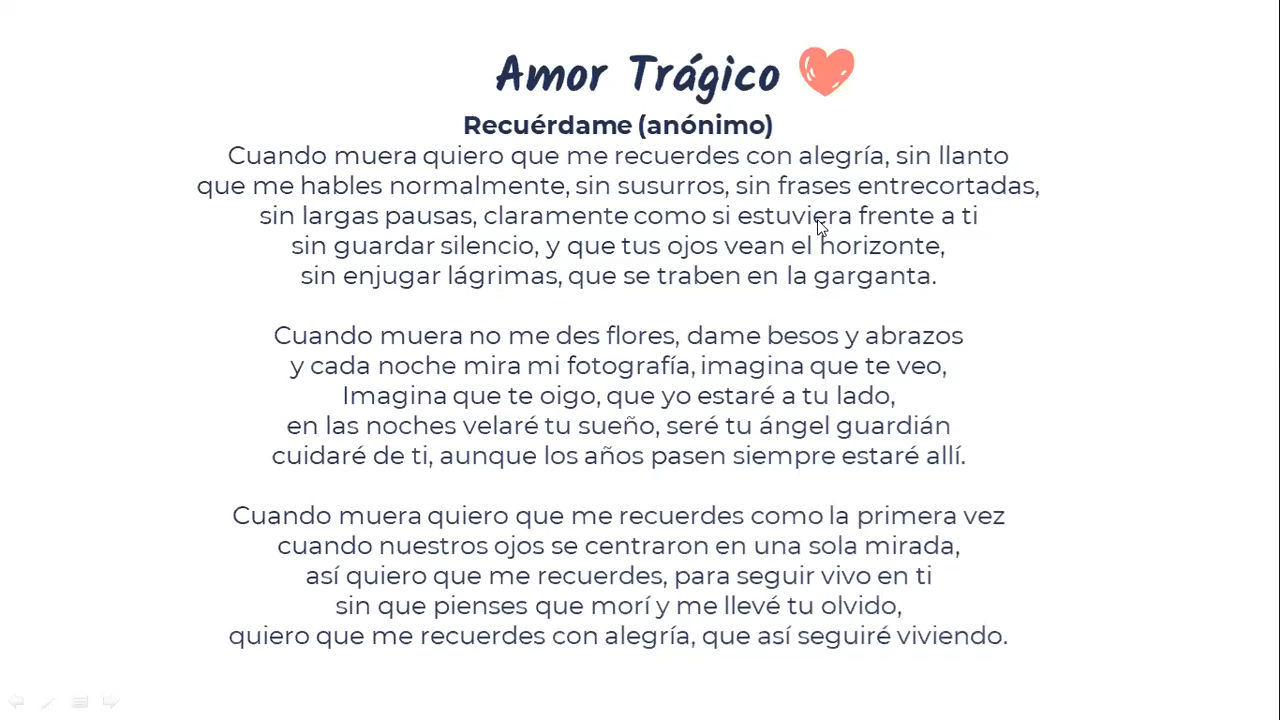 Amor Trágico
Recuérdame (anónimo)
Cuando muera quiero que me recuerdes con alegría, sin llanto
que me hables normalmente, sin susurros, sin frases entrecortadas,
sin largas pausas, claramente como si estuviera frente a ti
sin guardar silencio, y que tus ojos vean el horizonte,
sin enjugar lágrimas, que se traben en la garganta.
Cuando muera no me des flores, dame besos y abrazos
y cada noche mira mi fotografía, imagina que te veo,
Imagina que te oigo, que yo estaré a tu lado,
en las noches velaré tu sueño, seré tu ángel guardián
cuidaré de ti, aunque los años pasen siempre estaré allí.
Cuando muera quiero que me recuerdes como la primera vez
cuando nuestros ojos se centraron en una sola mirada,
así quiero que me recuerdes, para seguir vivo en ti
sin que pienses que morí y me llevé tu olvido,
quiero que me recuerdes con alegría, que así seguiré viviendo.